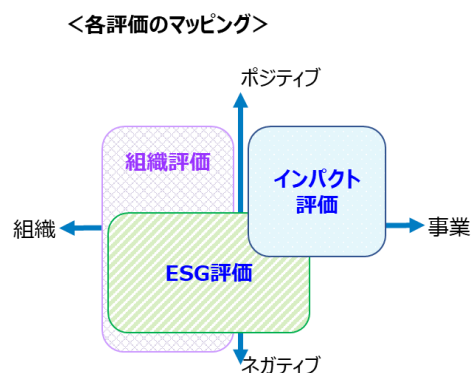 ＜各評価のマッピング＞
ポジティブ
組織評価
インパクト
評価
組織
事業
ESG評価
ネガティブ